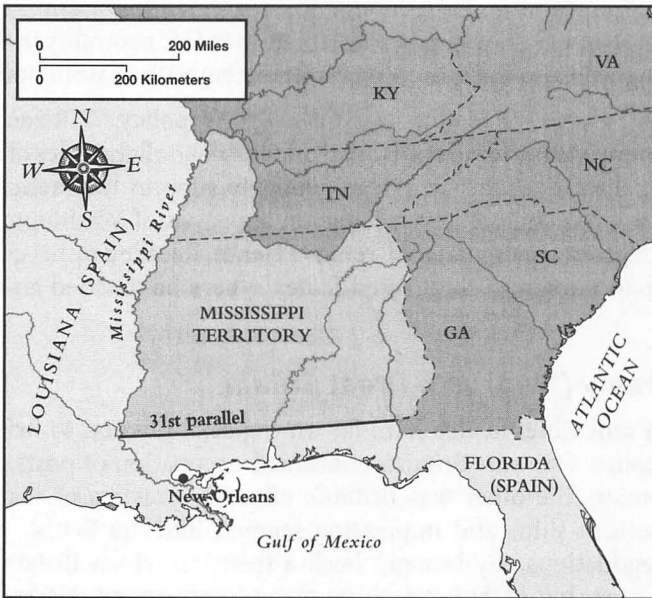 0 200 Miles
200 Kilometers
N
W E
S
VA
KY
NC
TN
SC
GA
MISSISSIPPI
TERRITORY
LOUISIANA (SPAIN)
Mississippi River
31st parallel
New Orleans
FLORIDA
(SPAIN)
ATLANTIC
OCEAN
Gulf of Mexico